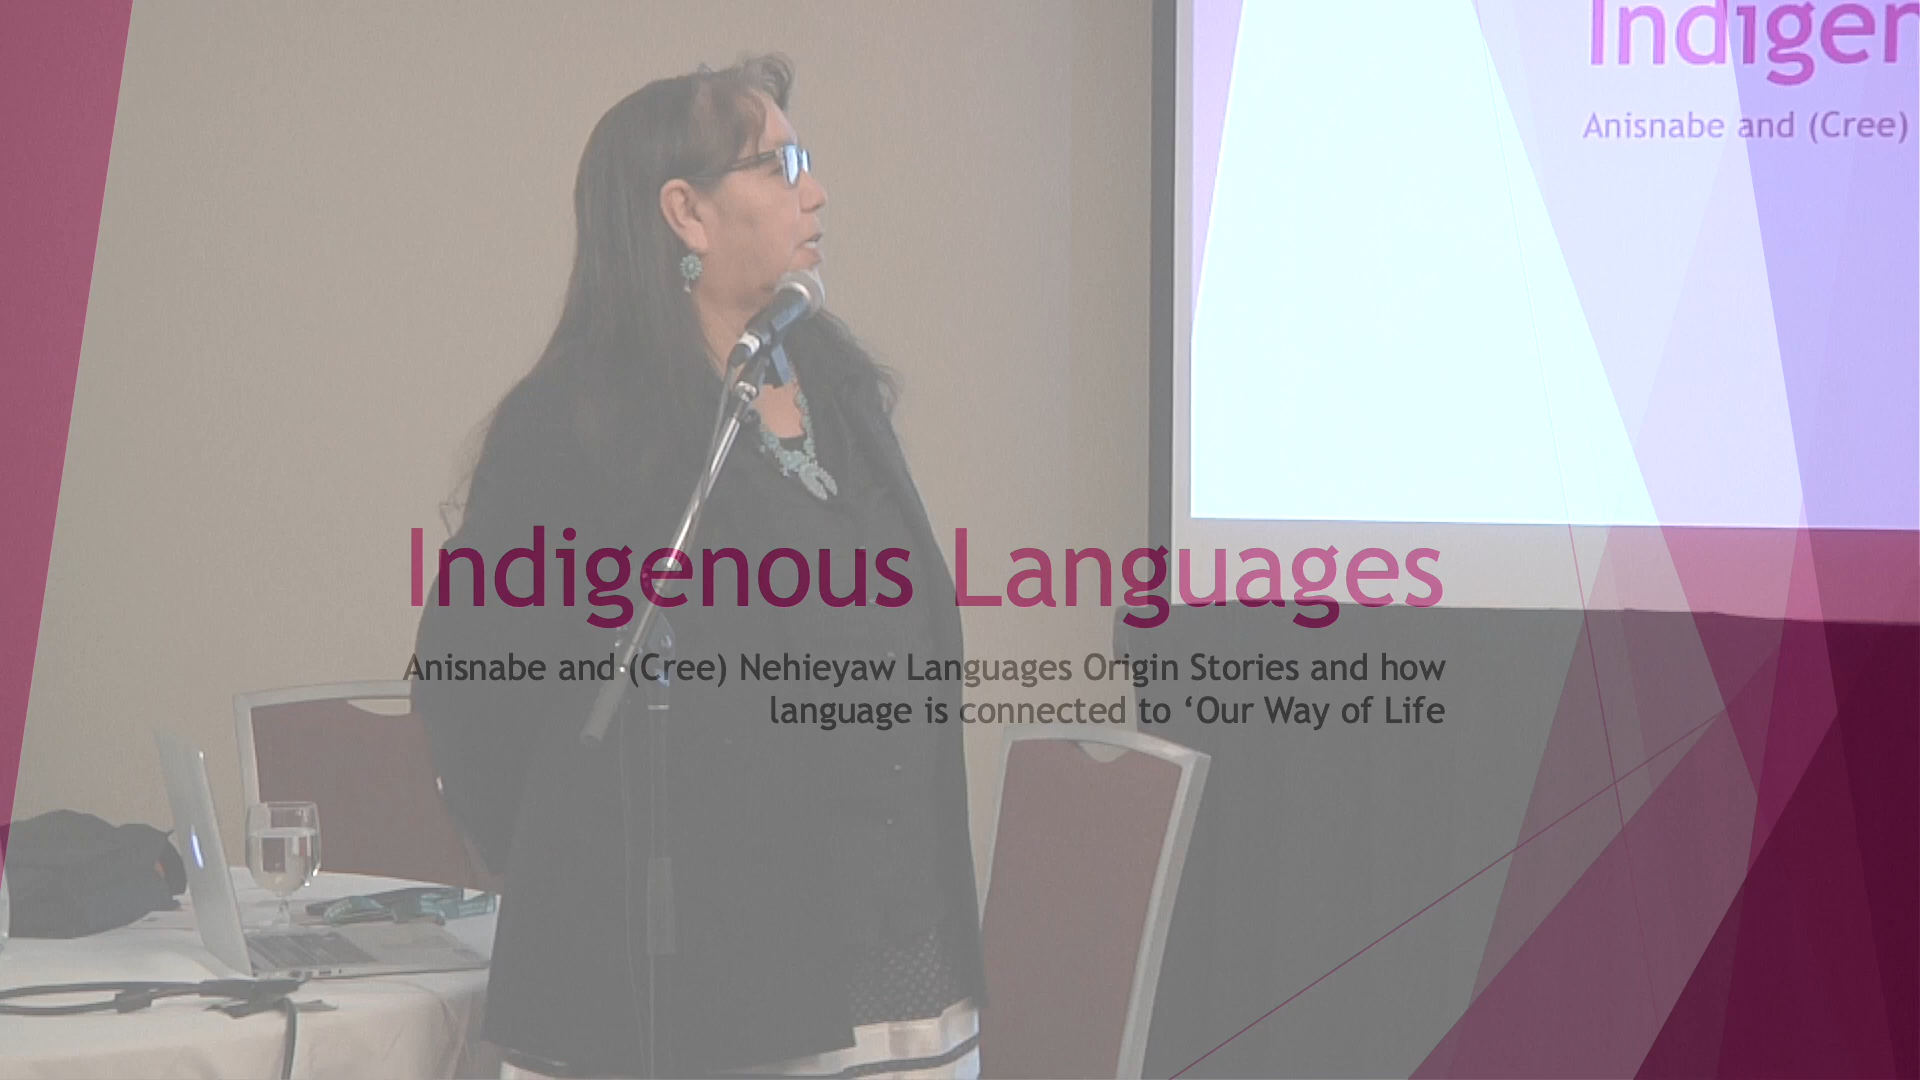 Indigen
Anisnabe and (Cree)
Indigenous Languages
Anisnabe and (Cree) Nehieyaw Languages Origin Stories and how
language is connected to ‘Our Way of Life